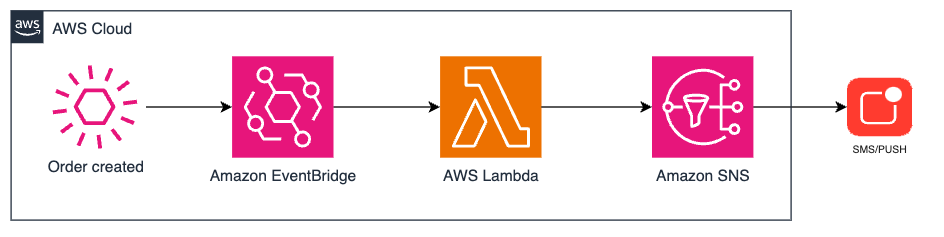 aws
AWS Cloud
Order created
Amazon EventBridge
AWS Lambda
Amazon SNS
SMS/PUSH